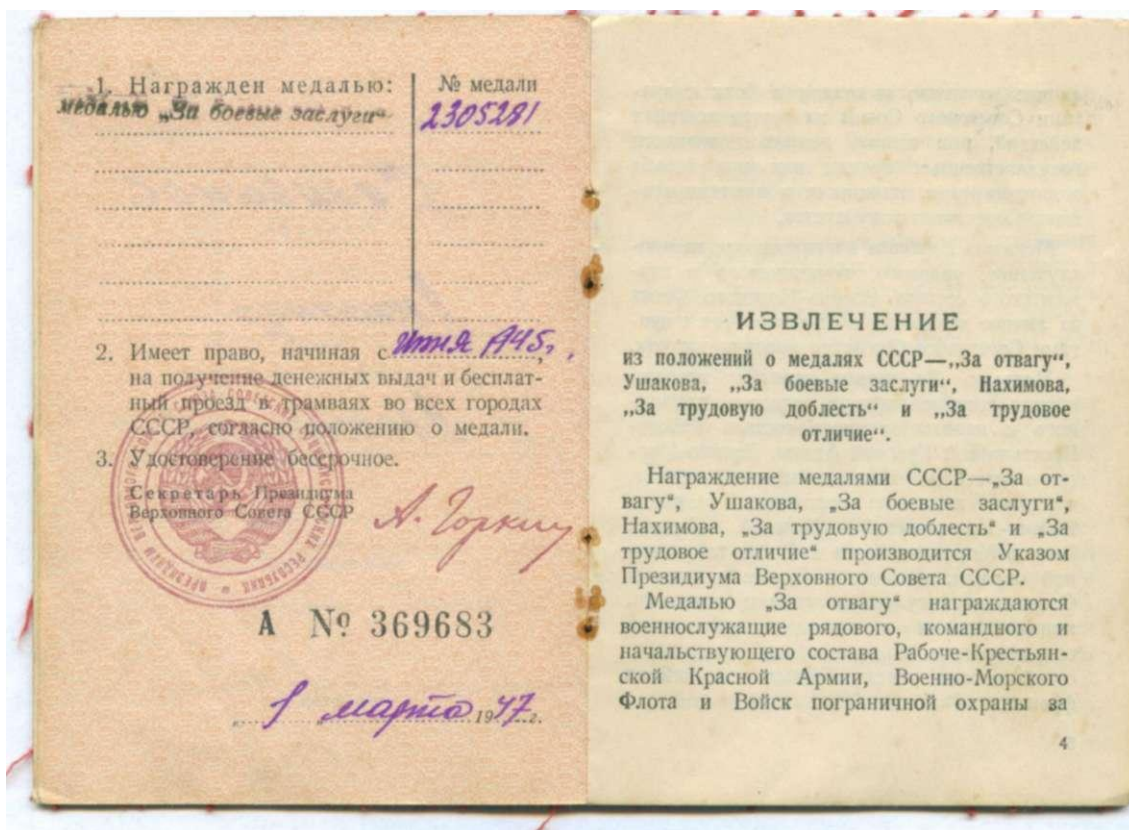 1. Награжден медалью:
№ медали
медалью „За боевые заслуги"
2305281
2. Имеет право, начиная с июня 1945г.,
на получение денежных выдач и бесплат-
ный проезд в трамваях во всех городах
СССР, согласно положению о медали.
3. Удостоверение бессрочное.
Секретарь Президиума
Верховного Совета СССР
А. Горкин
А № 369683
„ 1 марта 1947 г.
ИЗВЛЕЧЕНИЕ
из положений о медалях СССР—„За отвагу“,
Ушакова, „За боевые заслуги“, Нахимова,
„За трудовую доблесть“ и „За трудовое
отличие“.
Награждение медалями СССР—„За от-
вагу“, Ушакова, „За боевые заслуги“,
Нахимова, „За трудовую доблесть“ и „За
трудовое отличие“ производится Указом
Президиума Верховного Совета СССР.
Медалью „За отвагу“ награждаются
военнослужащие рядового, командного и
начальствующего состава Рабоче-Крестьян-
ской Красной Армии, Военно-Морского
Флота и Войск пограничной охраны за
4